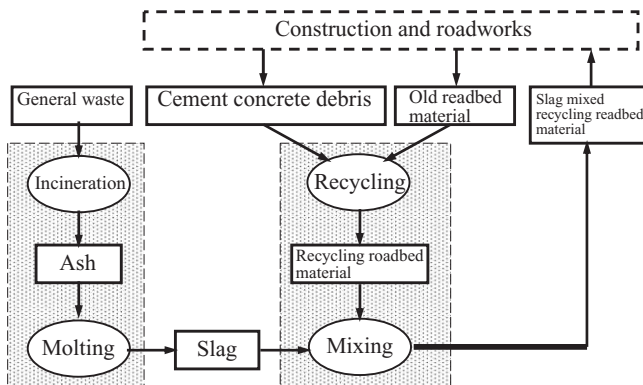 Construction and roadworks
General waste
Cement concrete debris
Old readbed
material
Slag mixed
recycling readbed
material
Incineration
Recycling
Ash
Recycling roadbed
material
Molting
Slag
Mixing